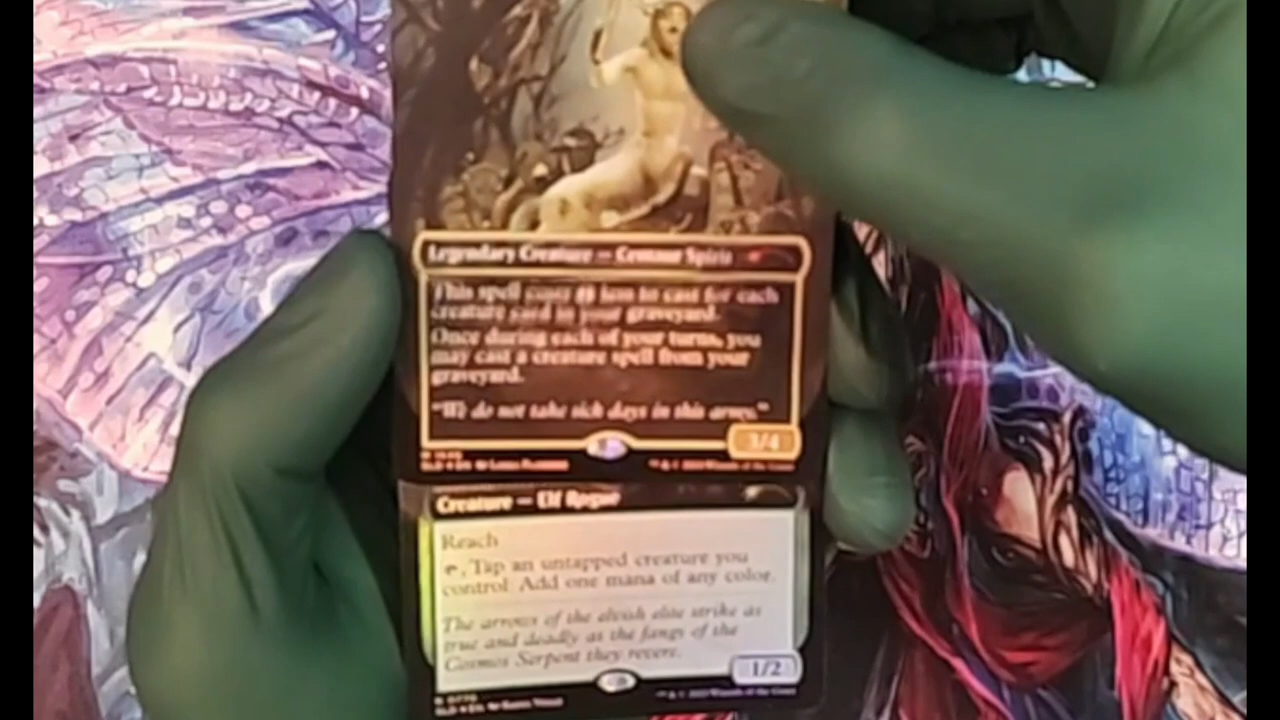 Legendary Creature — Centaur Spirit
This spell costs less to cast for each
creature card in your graveyard.
Once during each of your turns, you
may cast a creature spell from your
graveyard.
"We do not take sick days in this army."
3/4
Creature — Elf Rogue
Reach
, Tap an untapped creature you
control: Add one mana of any color.
The arrows of the elvish elite strike as
true and deadly as the fangs of the
Cosmos Serpent they revere.
1/2